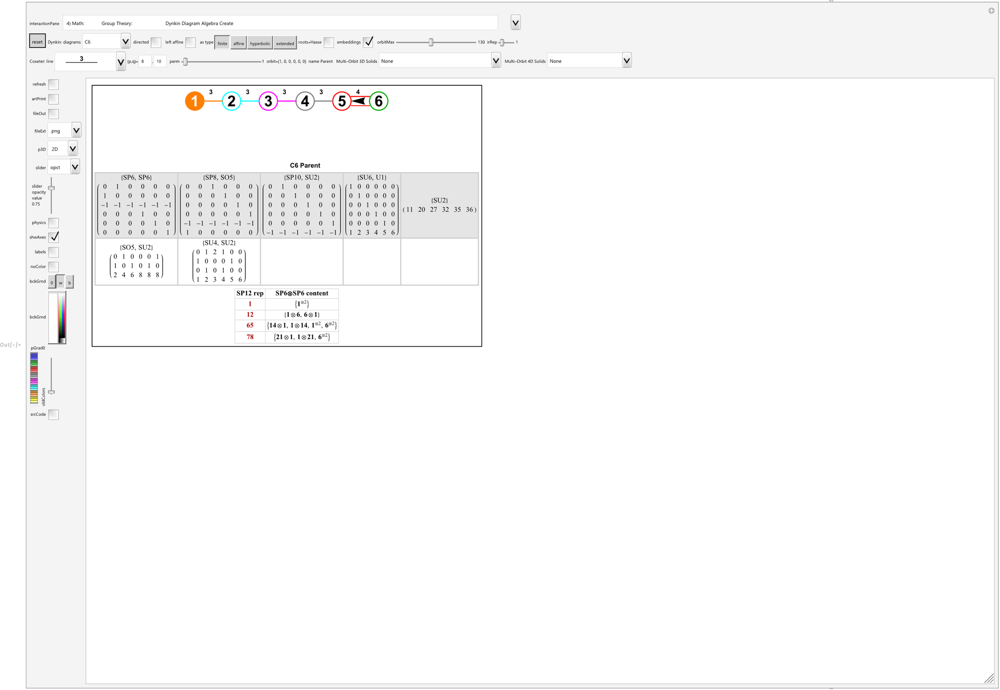 interactionPane 4) Math: Group Theory: Dynkin Diagram Algebra Create
reset Dynkin: diagrams C6 directed left affine as type finite affine hyperbolic extended roots+Hasse embeddings orbitMax 130 irRep 1
Coxeter: line 3 {p,q}= 8 , 10 perm 1 orbit={1, 0, 0, 0, 0, 0} name Parent Multi-Orbit 3D Solids None Multi-Orbit 4D Solids None
refresh
artPrint
fileOut
fileExt .png
p3D 2D
slider opct
slider
opacity
value
0.75
physics
shwAxes
labels
noColor
bckGrnd 0 w b
bckGrnd
pGrad0
oldColors
srcCode
Out[◦]=
3 3 3 3 4
1 2 3 4 5 6
C6 Parent
{SP6, SP6}
0 1 0 0 0 0
1 0 0 0 0 0
−1 −1 −1 −1 −1 −1
0 0 0 1 0 0
0 0 0 0 1 0
0 0 0 0 0 1
{SP8, SO5}
0 0 1 0 0 0
0 0 0 1 0 0
0 0 0 0 1 0
0 0 0 0 0 1
−1 −1 −1 −1 −1 −1
1 0 0 0 0 0
{SP10, SU2}
0 1 0 0 0 0
0 0 1 0 0 0
0 0 0 1 0 0
0 0 0 0 1 0
0 0 0 0 0 1
−1 −1 −1 −1 −1 −1
{SU6, U1}
1 0 0 0 0 0
0 1 0 0 0 0
0 0 1 0 0 0
0 0 0 1 0 0
0 0 0 0 1 0
1 2 3 4 5 6
{SU2}
(11 20 27 32 35 36)
{SO5, SU2}
0 1 0 0 0 1
1 0 1 0 1 0
2 4 6 8 8 8
{SU4, SU2}
0 1 2 1 0 0
1 0 0 0 1 0
0 1 0 1 0 0
1 2 3 4 5 6
SP12 rep SP6⊗SP6 content
1 {1⊗2}
12 {1⊗6, 6⊗1}
65 {14⊗1, 1⊗14, 1⊗2, 6⊗2}
78 {21⊗1, 1⊗21, 6⊗2}